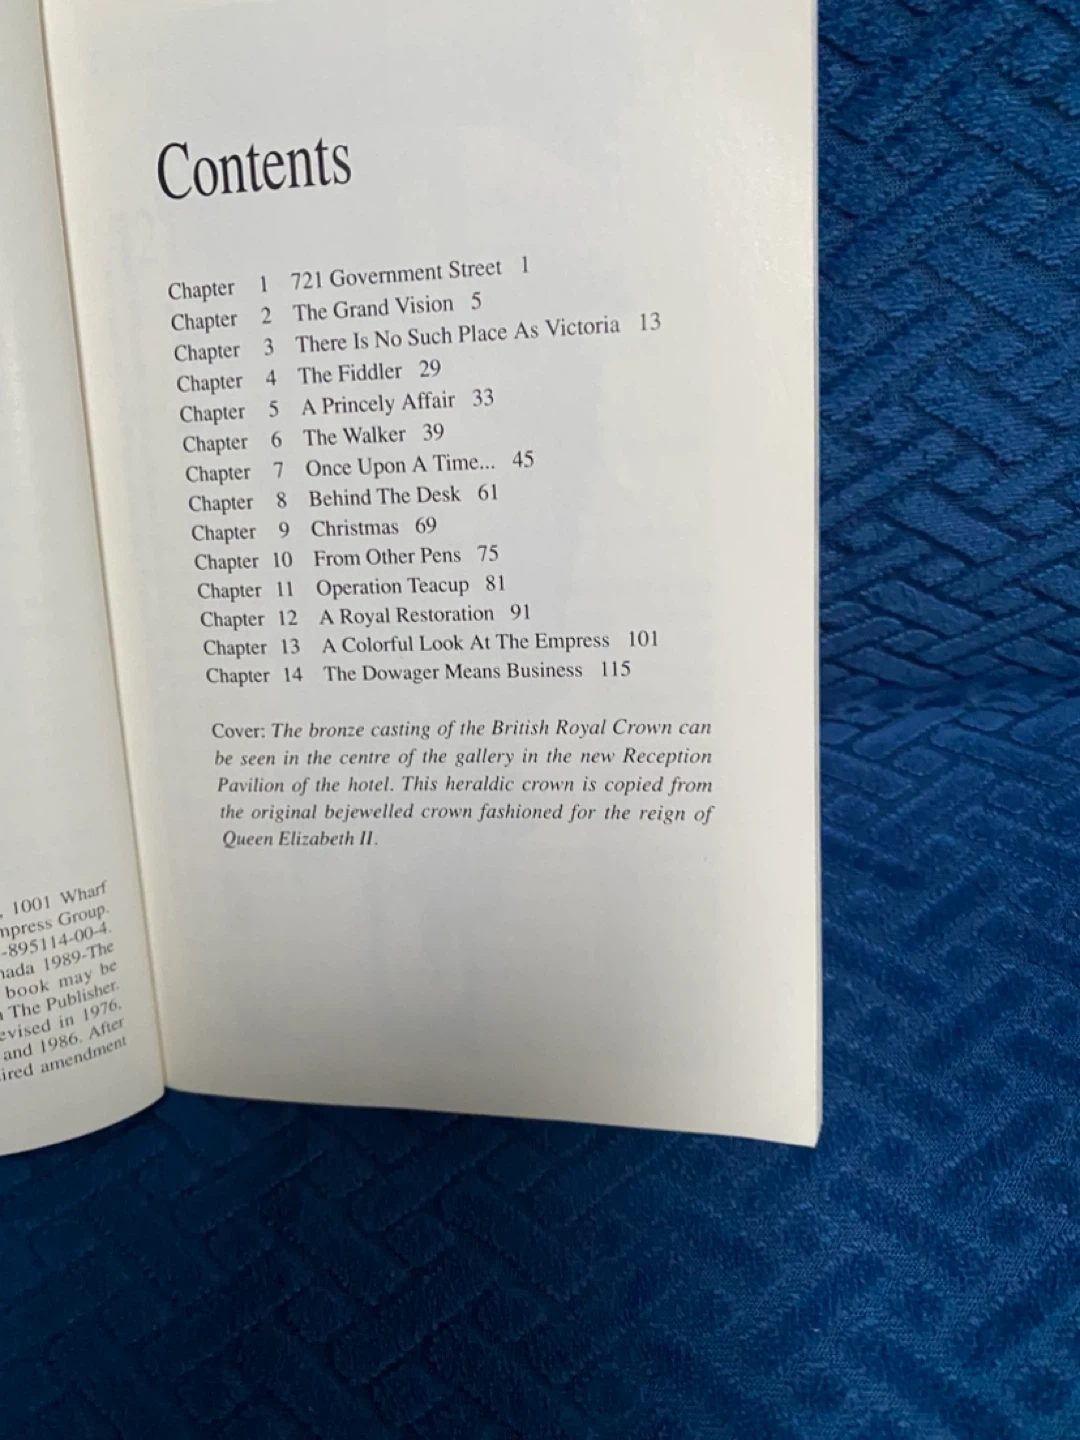 Contents
Chapter 1 721 Government Street 1
Chapter 2 The Grand Vision 5
Chapter 3 There Is No Such Place As Victoria 13
Chapter 4 The Fiddler 29
Chapter 5 A Princely Affair 33
Chapter 6 The Walker 39
Chapter 7 Once Upon A Time... 45
Chapter 8 Behind The Desk 61
Chapter 9 Christmas 69
Chapter 10 From Other Pens 75
Chapter 11 Operation Teacup 81
Chapter 12 A Royal Restoration 91
Chapter 13 A Colorful Look At The Empress 101
Chapter 14 The Dowager Means Business 115
Cover: The bronze casting of the British Royal Crown can
be seen in the centre of the gallery in the new Reception
Pavilion of the hotel. This heraldic crown is copied from
the original bejewelled crown fashioned for the reign of
Queen Elizabeth II.
, 1001 Wharf
mpress Group.
-895114-00-4.
nada 1989-The
book may be
The Publisher.
evised in 1976,
and 1986. After
ired amendment